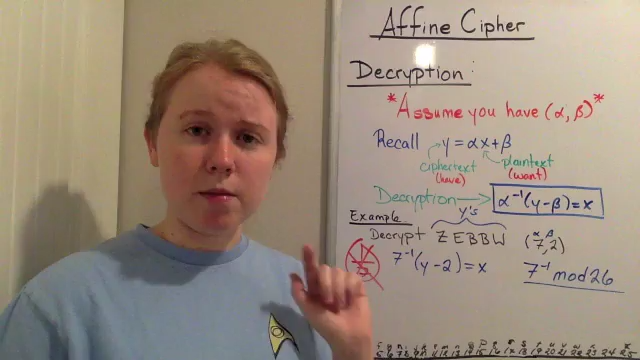 Affine Cipher
Decryption:
*Assume you have (α, β)*
Recall y = αx + β
ciphertext (have)
plaintext (want)
Decryption → α⁻¹(y-β) = x
Example
y's
Decrypt ZEBBW
α β
(7, 2)
7⁻¹(y-2) = x
7⁻¹ mod 26